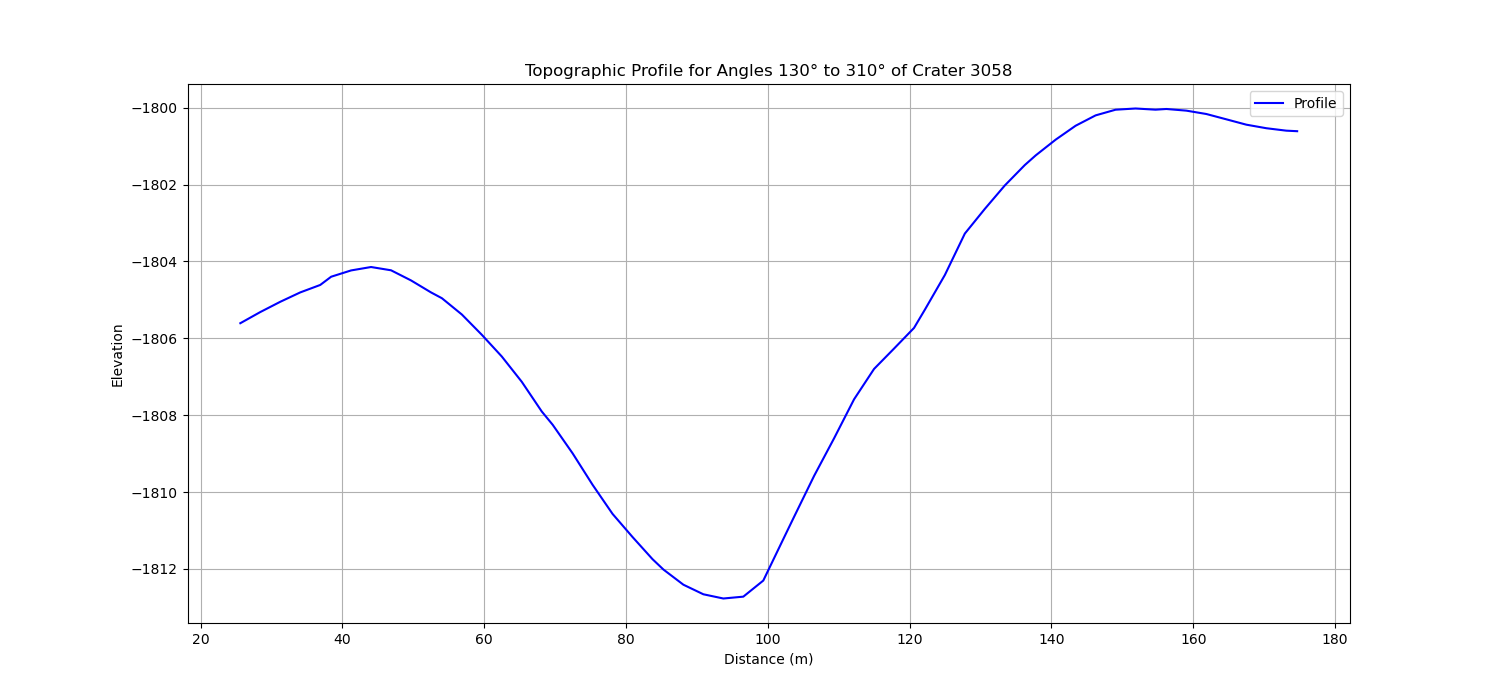 Topographic Profile for Angles 130° to 310° of Crater 3058
Profile
−1800
−1802
−1804
−1806
−1808
−1810
−1812
Elevation
20 40 60 80 100 120 140 160 180
Distance (m)